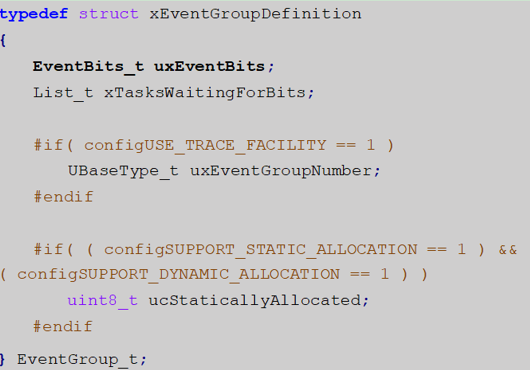 typedef struct xEventGroupDefinition
{
EventBits_t uxEventBits;
List_t xTasksWaitingForBits;
#if( configUSE_TRACE_FACILITY == 1 )
UBaseType_t uxEventGroupNumber;
#endif
#if( ( configSUPPORT_STATIC_ALLOCATION == 1 ) &&
( configSUPPORT_DYNAMIC_ALLOCATION == 1 ) )
uint8_t ucStaticallyAllocated;
#endif
} EventGroup_t;